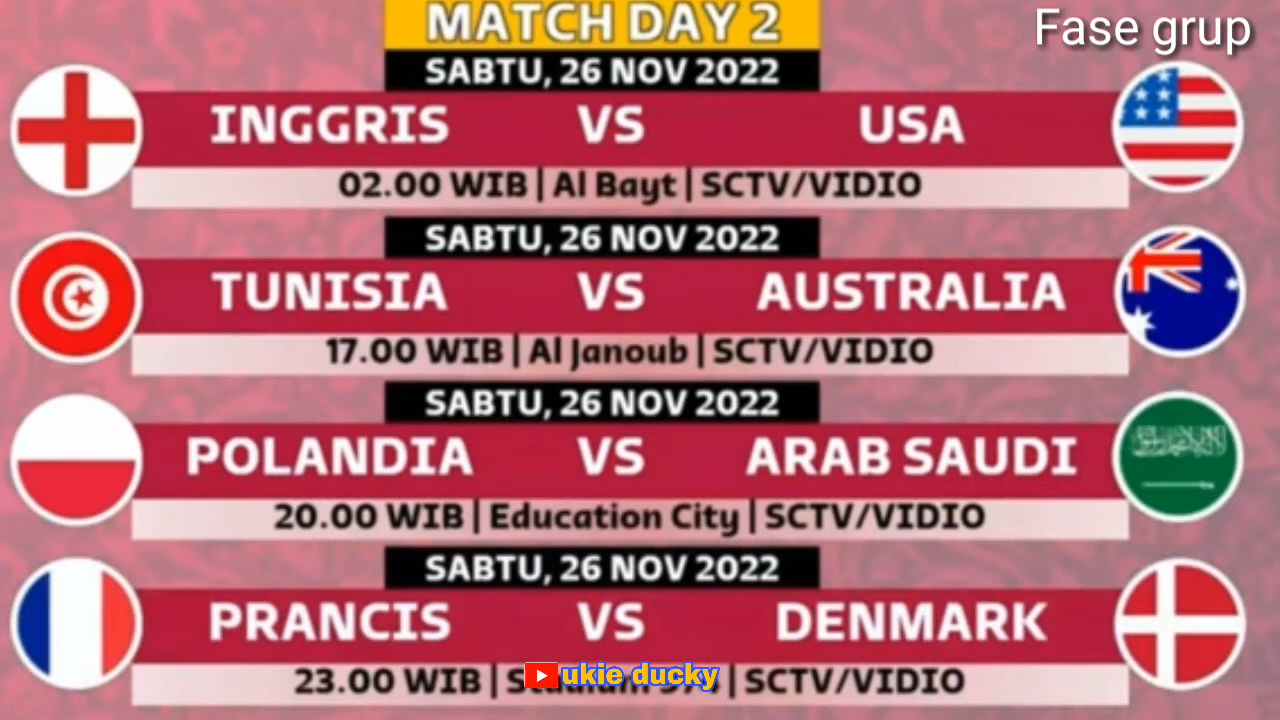 MATCH DAY 2
Fase grup
SABTU, 26 NOV 2022
INGGRIS VS USA
02.00 WIB | Al Bayt | SCTV/VIDIO
SABTU, 26 NOV 2022
TUNISIA VS AUSTRALIA
17.00 WIB | Al Janoub | SCTV/VIDIO
SABTU, 26 NOV 2022
POLANDIA VS ARAB SAUDI
20.00 WIB | Education City | SCTV/VIDIO
SABTU, 26 NOV 2022
PRANCIS VS DENMARK
23.00 WIB | | SCTV/VIDIO
ukie ducky